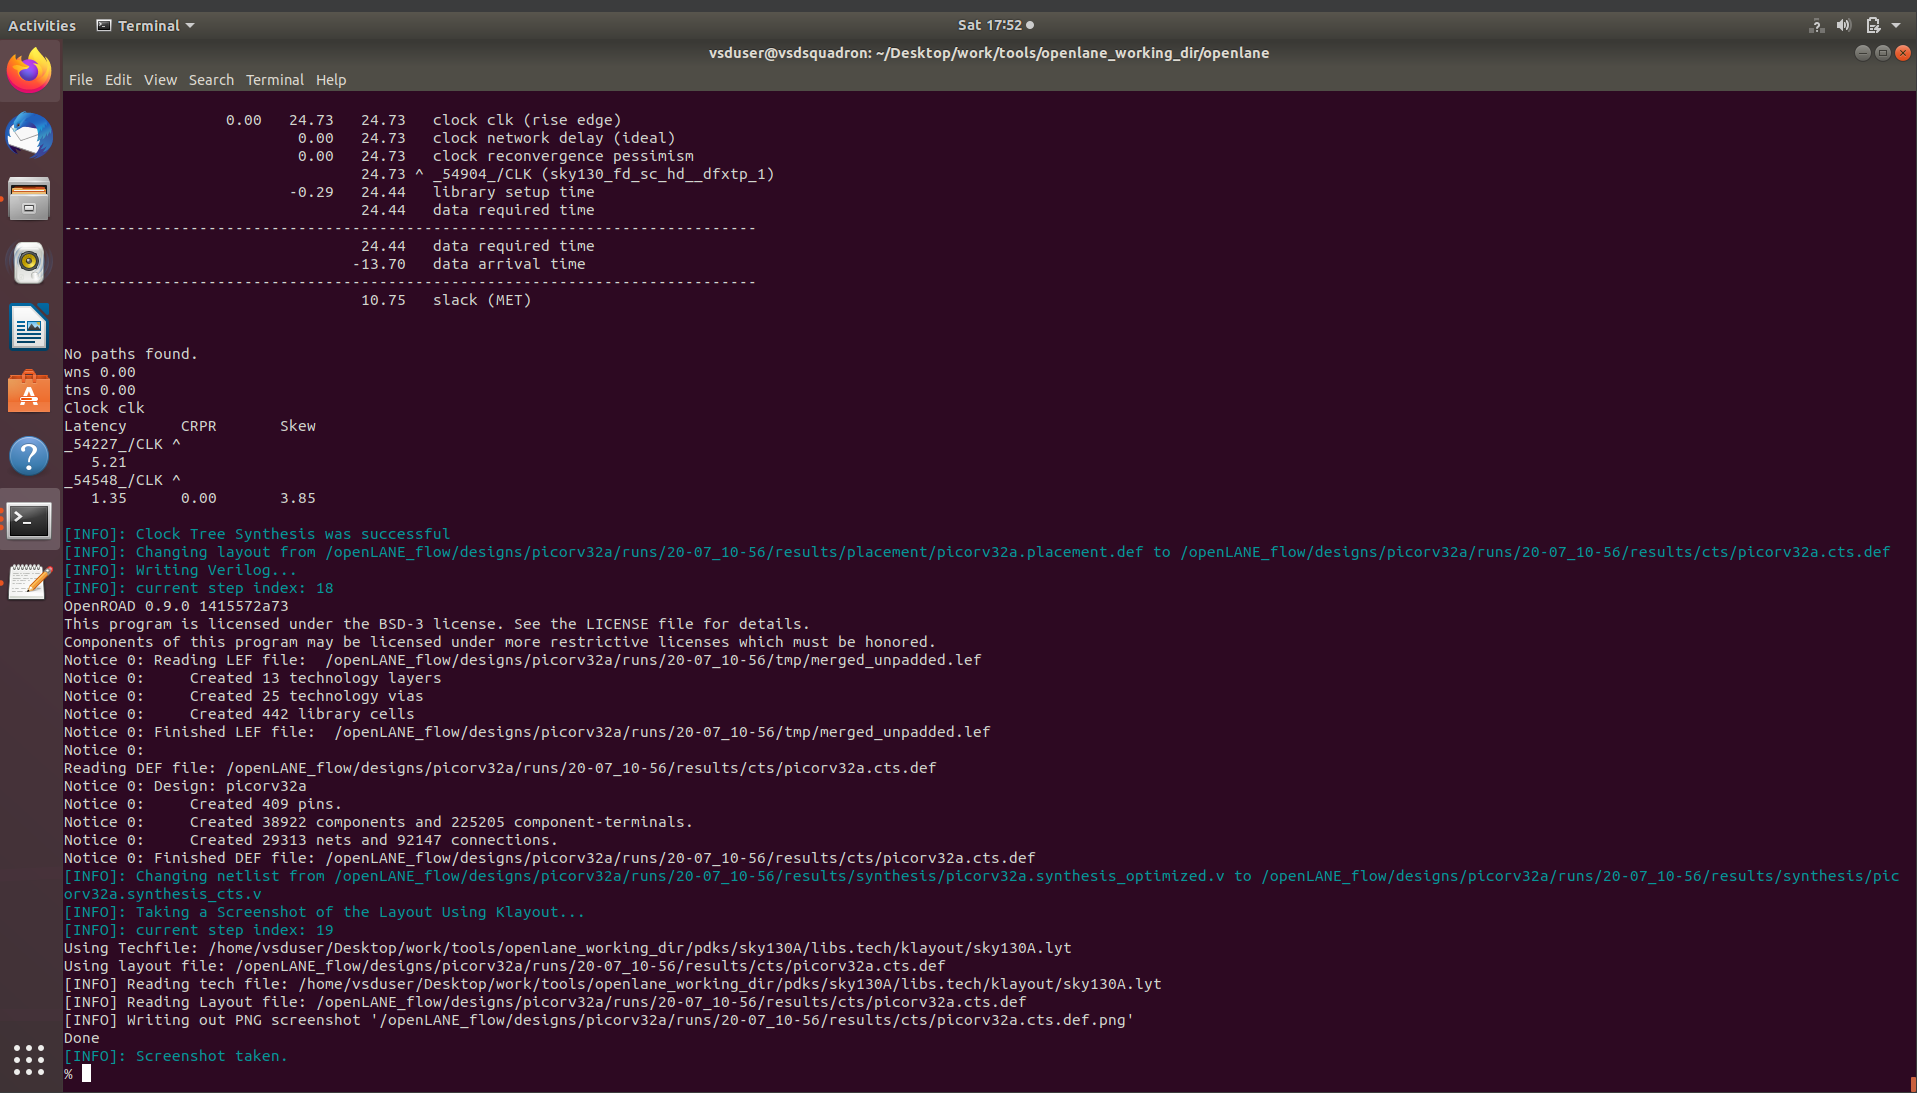 Activities Terminal Sat 17:52
vsduser@vsdsquadron: ~/Desktop/work/tools/openlane_working_dir/openlane
File Edit View Search Terminal Help
0.00 24.73 24.73 clock clk (rise edge)
0.00 24.73 clock network delay (ideal)
0.00 24.73 clock reconvergence pessimism
24.73 ^ _54904_/CLK (sky130_fd_sc_hd__dfxtp_1)
-0.29 24.44 library setup time
24.44 data required time
-----------------------------------------------------------------------------
24.44 data required time
-13.70 data arrival time
-----------------------------------------------------------------------------
10.75 slack (MET)
No paths found.
wns 0.00
tns 0.00
Clock clk
Latency CRPR Skew
_54227_/CLK ^
5.21
_54548_/CLK ^
1.35 0.00 3.85
[INFO]: Clock Tree Synthesis was successful
[INFO]: Changing layout from /openLANE_flow/designs/picorv32a/runs/20-07_10-56/results/placement/picorv32a.placement.def to /openLANE_flow/designs/picorv32a/runs/20-07_10-56/results/cts/picorv32a.cts.def
[INFO]: Writing Verilog...
[INFO]: current step index: 18
OpenROAD 0.9.0 1415572a73
This program is licensed under the BSD-3 license. See the LICENSE file for details.
Components of this program may be licensed under more restrictive licenses which must be honored.
Notice 0: Reading LEF file:  /openLANE_flow/designs/picorv32a/runs/20-07_10-56/tmp/merged_unpadded.lef
Notice 0:     Created 13 technology layers
Notice 0:     Created 25 technology vias
Notice 0:     Created 442 library cells
Notice 0: Finished LEF file:  /openLANE_flow/designs/picorv32a/runs/20-07_10-56/tmp/merged_unpadded.lef
Notice 0:
Reading DEF file: /openLANE_flow/designs/picorv32a/runs/20-07_10-56/results/cts/picorv32a.cts.def
Notice 0: Design: picorv32a
Notice 0:     Created 409 pins.
Notice 0:     Created 38922 components and 225205 component-terminals.
Notice 0:     Created 29313 nets and 92147 connections.
Notice 0: Finished DEF file: /openLANE_flow/designs/picorv32a/runs/20-07_10-56/results/cts/picorv32a.cts.def
[INFO]: Changing netlist from /openLANE_flow/designs/picorv32a/runs/20-07_10-56/results/synthesis/picorv32a.synthesis_optimized.v to /openLANE_flow/designs/picorv32a/runs/20-07_10-56/results/synthesis/pic
orv32a.synthesis_cts.v
[INFO]: Taking a Screenshot of the Layout Using Klayout...
[INFO]: current step index: 19
Using Techfile: /home/vsduser/Desktop/work/tools/openlane_working_dir/pdks/sky130A/libs.tech/klayout/sky130A.lyt
Using layout file: /openLANE_flow/designs/picorv32a/runs/20-07_10-56/results/cts/picorv32a.cts.def
[INFO] Reading tech file: /home/vsduser/Desktop/work/tools/openlane_working_dir/pdks/sky130A/libs.tech/klayout/sky130A.lyt
[INFO] Reading Layout file: /openLANE_flow/designs/picorv32a/runs/20-07_10-56/results/cts/picorv32a.cts.def
[INFO] Writing out PNG screenshot '/openLANE_flow/designs/picorv32a/runs/20-07_10-56/results/cts/picorv32a.cts.def.png'
Done
[INFO]: Screenshot taken.
%